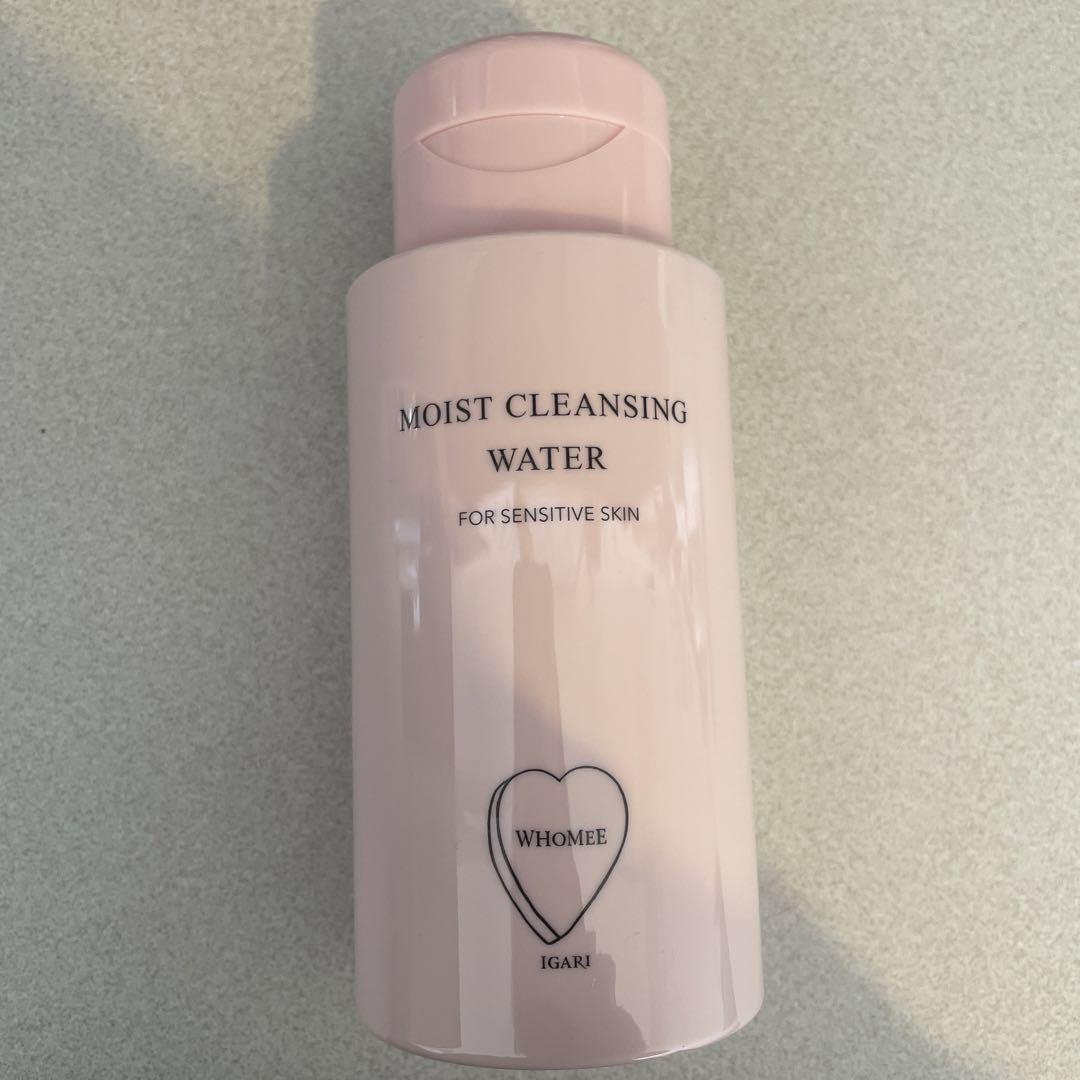 MOIST CLEANSING
WATER
FOR SENSITIVE SKIN
WHOMEE
IGARI